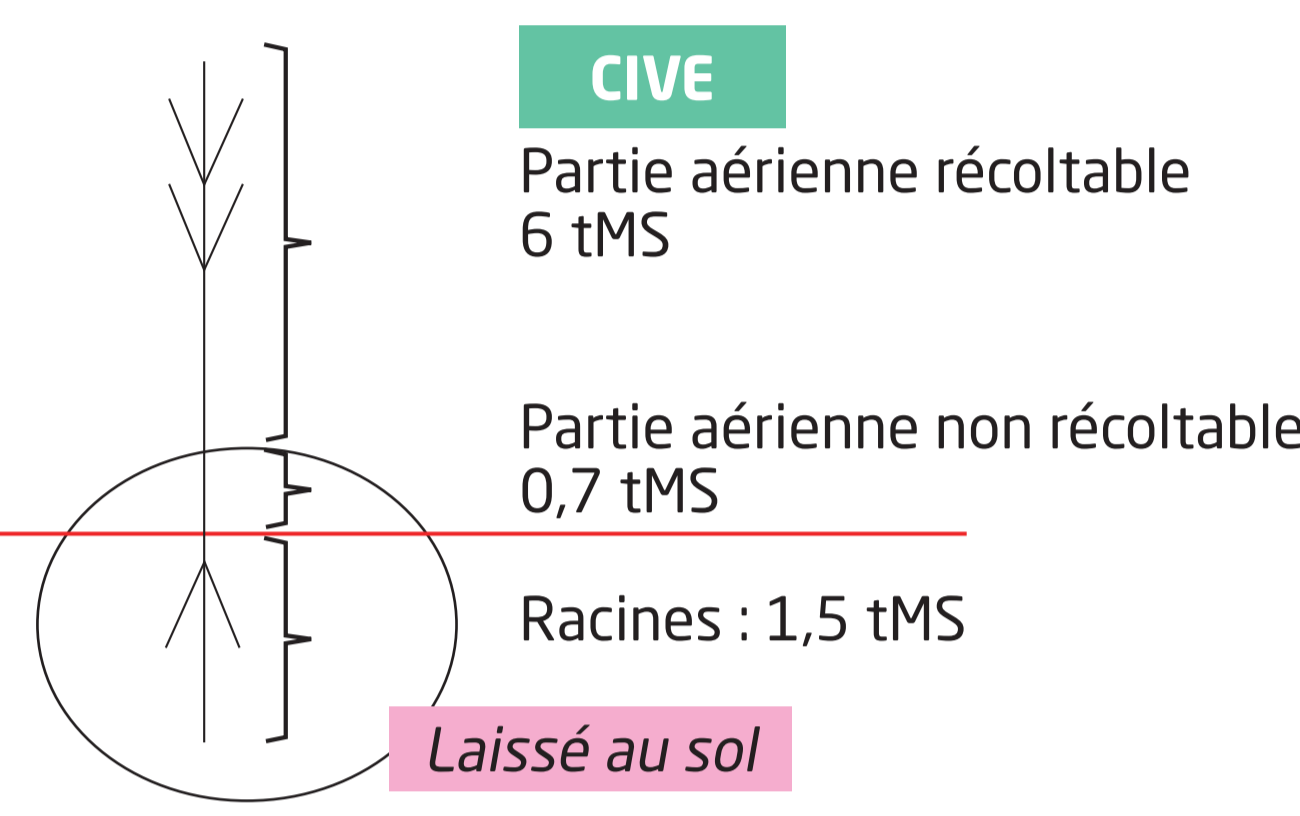 CIVE
Partie aérienne récoltable
6 tMS
Partie aérienne non récoltable
0,7 tMS
Racines : 1,5 tMS
Laissé au sol